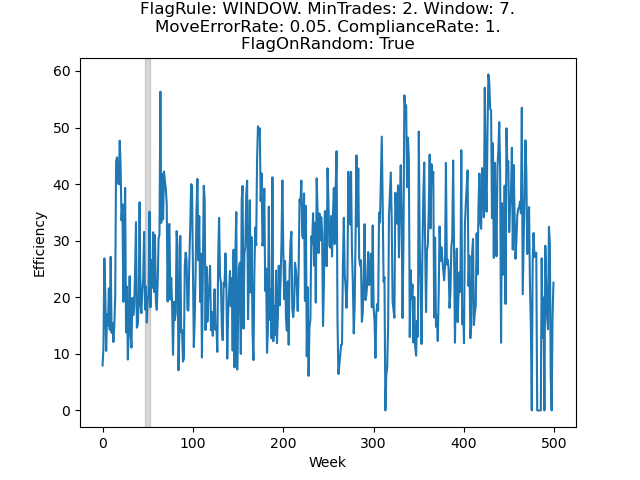 FlagRule: WINDOW. MinTrades: 2. Window: 7.
MoveErrorRate: 0.05. ComplianceRate: 1.
FlagOnRandom: True
60
50
40
30
20
10
0
Efficiency
0
100
200
300
400
500
Week